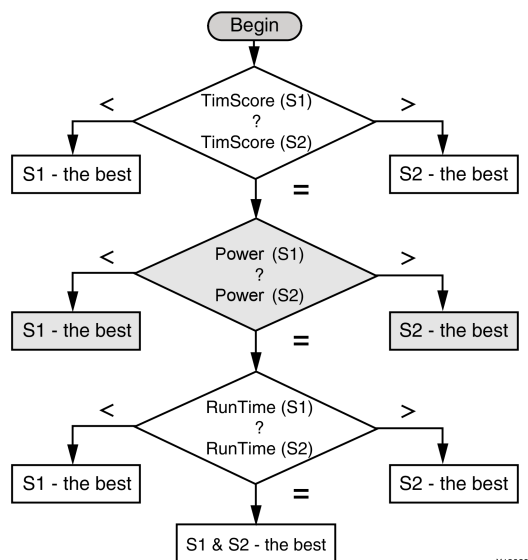 Begin
<
TimScore (S1)
?
TimScore (S2)
>
S1 - the best
S2 - the best
=
<
Power (S1)
?
Power (S2)
>
S1 - the best
S2 - the best
=
<
RunTime (S1)
?
RunTime (S2)
>
S1 - the best
S2 - the best
=
S1 & S2 - the best